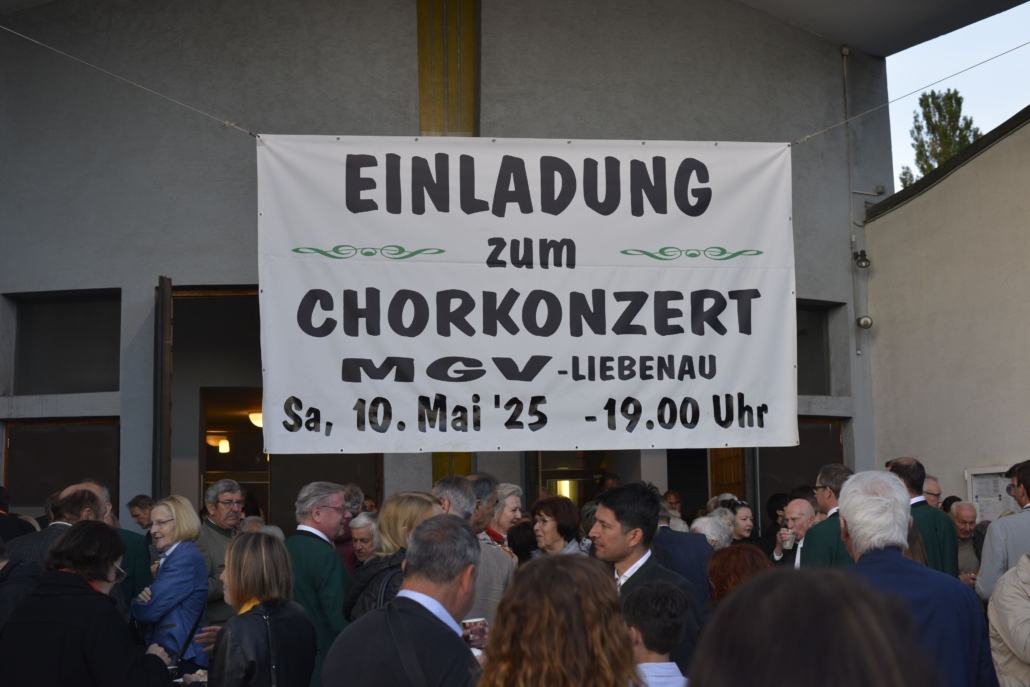 EINLADUNG
zum
CHORKONZERT
MGV-LIEBENAU
Sa, 10. Mai '25 -19.00 Uhr